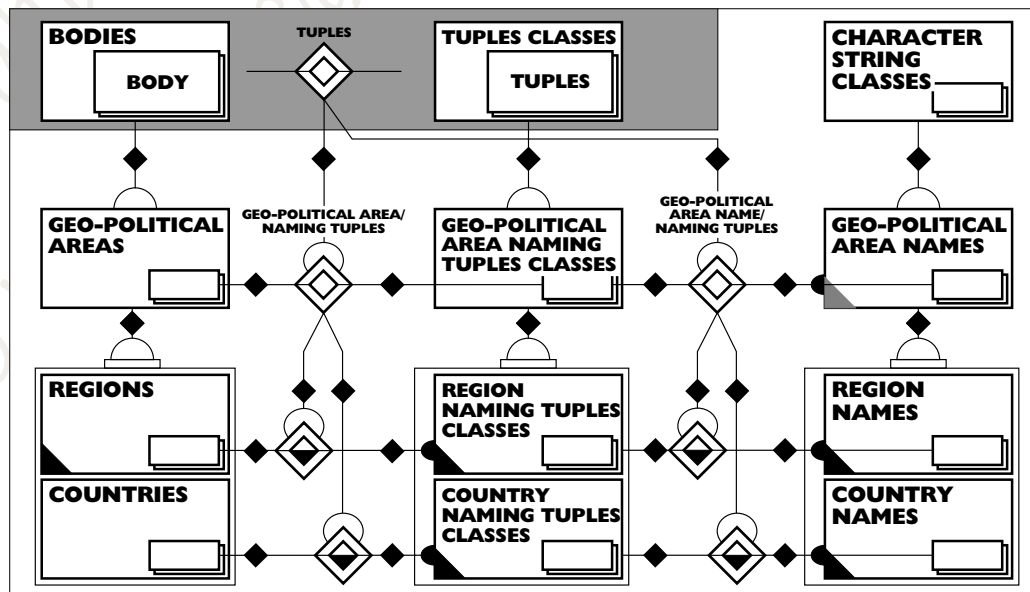 BODIES
BODY
TUPLES
TUPLES CLASSES
TUPLES
CHARACTER
STRING
CLASSES
GEO-POLITICAL
AREAS
GEO-POLITICAL AREA/
NAMING TUPLES
GEO-POLITICAL
AREA NAMING
TUPLES CLASSES
GEO-POLITICAL
AREA NAME/
NAMING TUPLES
GEO-POLITICAL
AREA NAMES
REGIONS
REGION
NAMING TUPLES
CLASSES
REGION
NAMES
COUNTRIES
COUNTRY
NAMING TUPLES
CLASSES
COUNTRY
NAMES